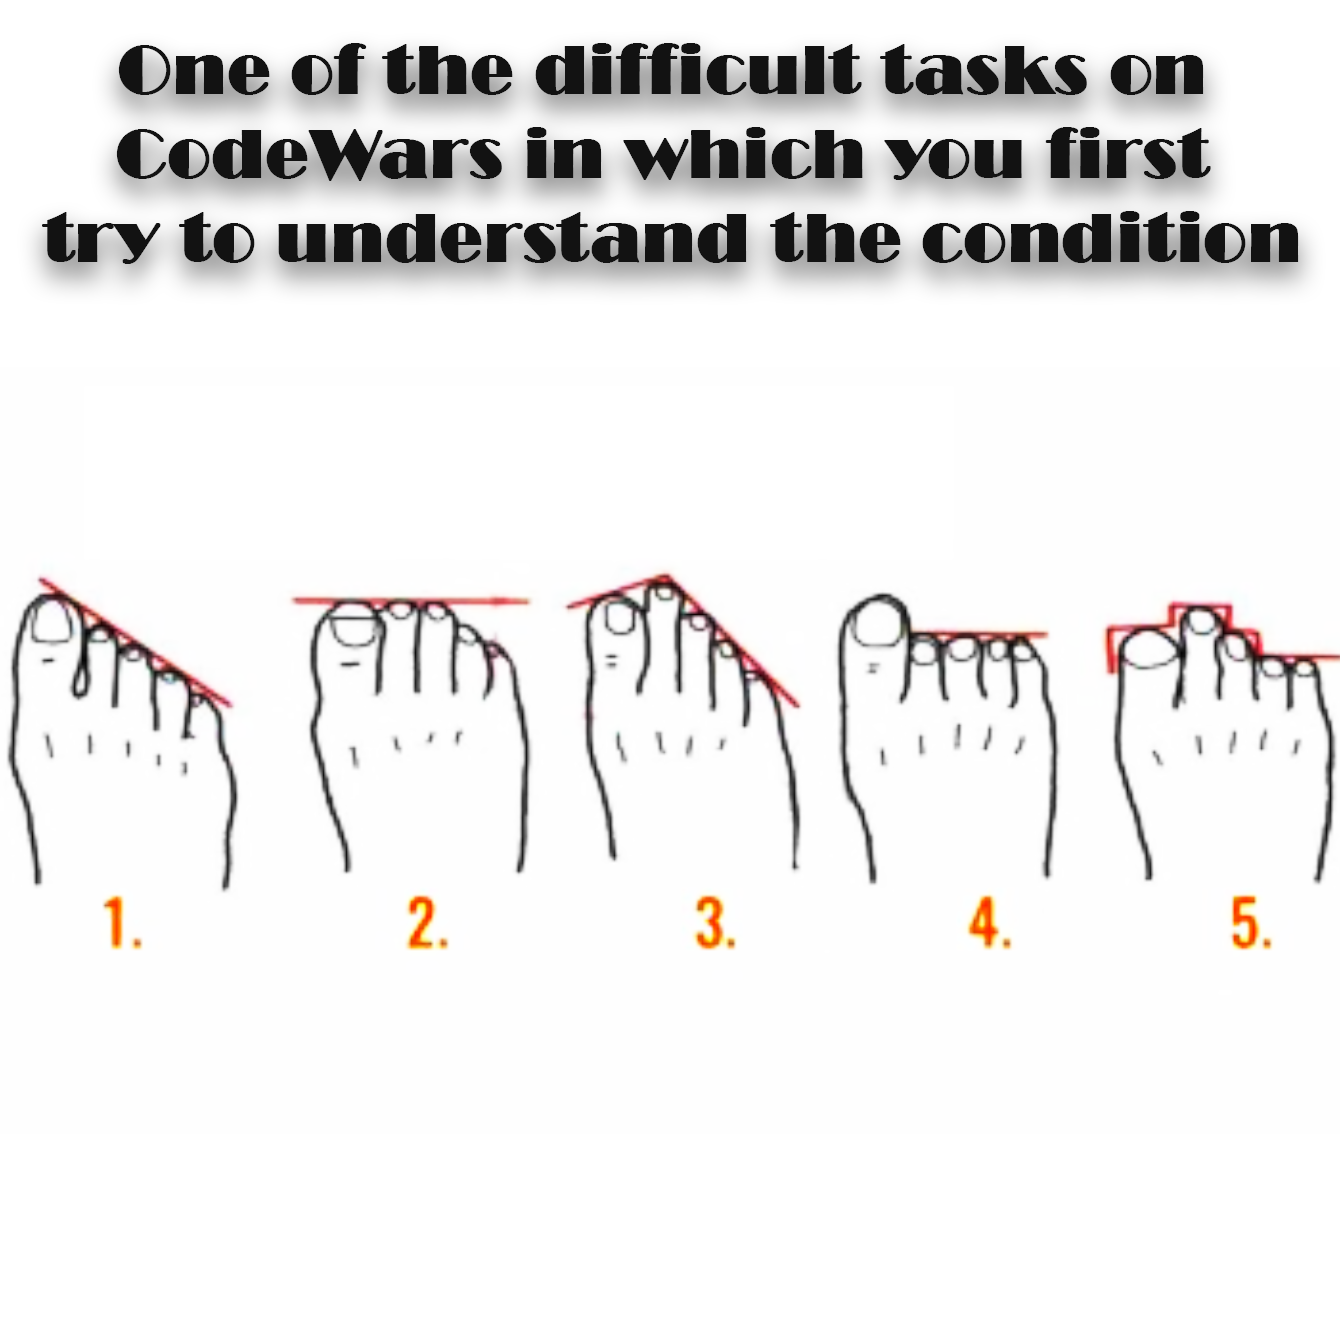 One of the difficult tasks on
CodeWars in which you first
try to understand the condition
1.
2.
3.
4.
5.